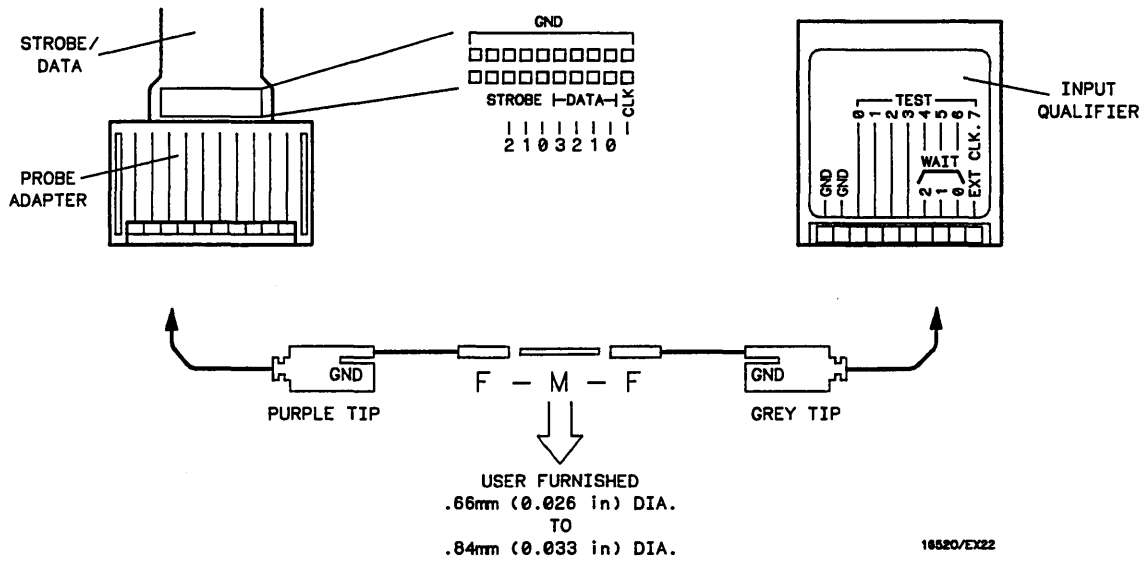 STROBE/
DATA
PROBE
ADAPTER
GND
STROBE ⊢DATA⊣ CLK
2 1 0 3 2 1 0
INPUT
QUALIFIER
TEST
0 1 2 3 4 5 6 7
WAIT
GND GND 2 1 0 EXT CLK.
GND
PURPLE TIP
F – M – F
GND
GREY TIP
USER FURNISHED
.66mm (0.026 in) DIA.
TO
.84mm (0.033 in) DIA.
16520/EX22